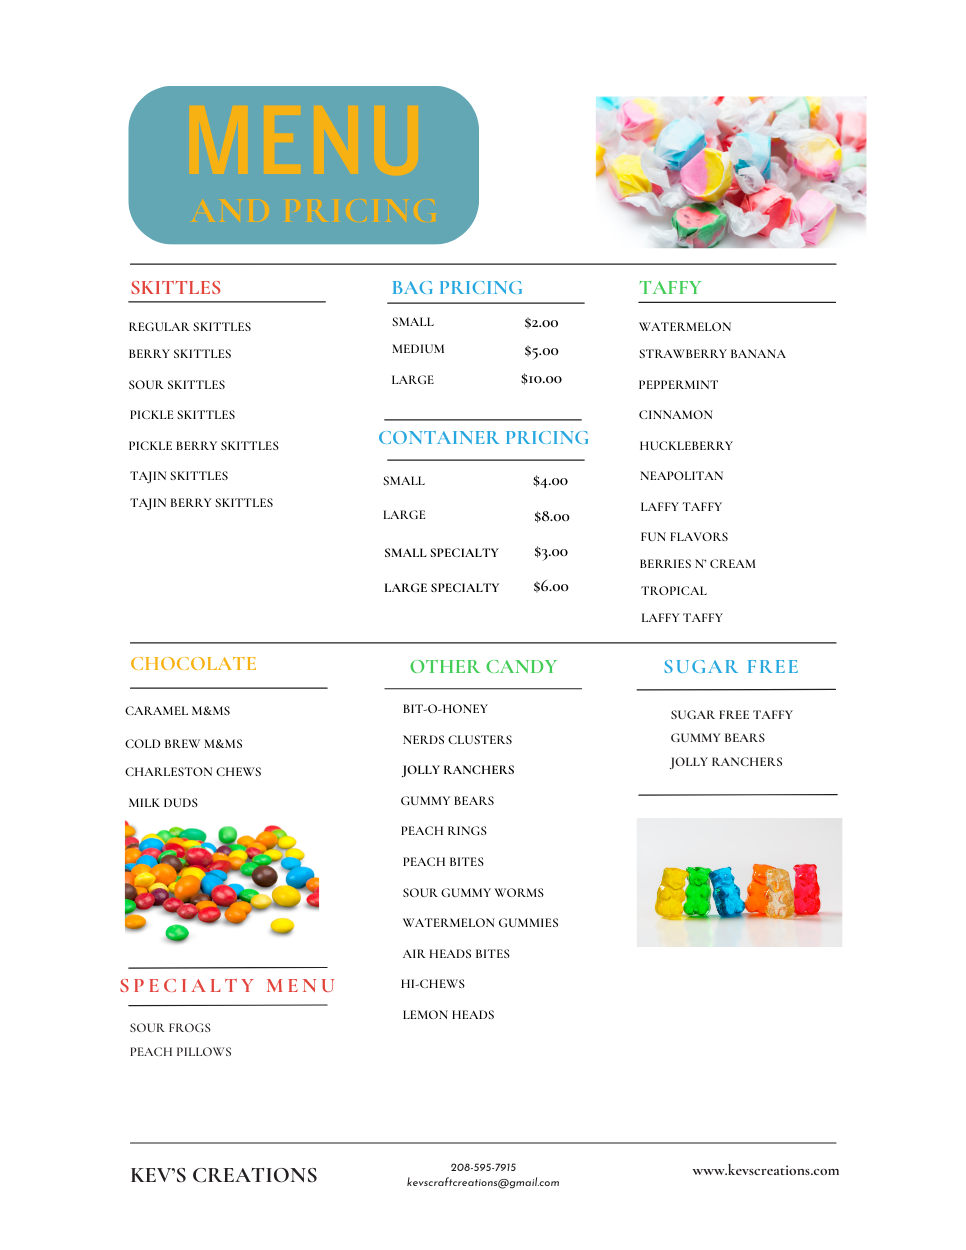 MENU
AND PRICING
SKITTLES
REGULAR SKITTLES
BERRY SKITTLES
SOUR SKITTLES
PICKLE SKITTLES
PICKLE BERRY SKITTLES
TAJIN SKITTLES
TAJIN BERRY SKITTLES
BAG PRICING
SMALL $2.00
MEDIUM $5.00
LARGE $10.00
CONTAINER PRICING
SMALL $4.00
LARGE $8.00
SMALL SPECIALTY $3.00
LARGE SPECIALTY $6.00
TAFFY
WATERMELON
STRAWBERRY BANANA
PEPPERMINT
CINNAMON
HUCKLEBERRY
NEAPOLITAN
LAFFY TAFFY
FUN FLAVORS
BERRIES N' CREAM
TROPICAL
LAFFY TAFFY
CHOCOLATE
CARAMEL M&MS
COLD BREW M&MS
CHARLESTON CHEWS
MILK DUDS
SPECIALTY MENU
SOUR FROGS
PEACH PILLOWS
OTHER CANDY
BIT-O-HONEY
NERDS CLUSTERS
JOLLY RANCHERS
GUMMY BEARS
PEACH RINGS
PEACH BITES
SOUR GUMMY WORMS
WATERMELON GUMMIES
AIR HEADS BITES
HI-CHEWS
LEMON HEADS
SUGAR FREE
SUGAR FREE TAFFY
GUMMY BEARS
JOLLY RANCHERS
KEV'S CREATIONS
208-595-7915
kevscraftcreations@gmail.com
www.kevscreations.com